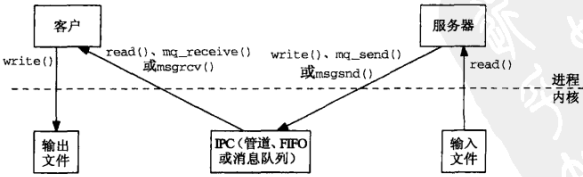 客户
服务器
read()、mq_receive()
或msgrcv()
write()、mq_send()
或msgsnd()
write()
read()
进程
内核
输出
文件
IPC(管道、FIFO
或消息队列)
输入
文件